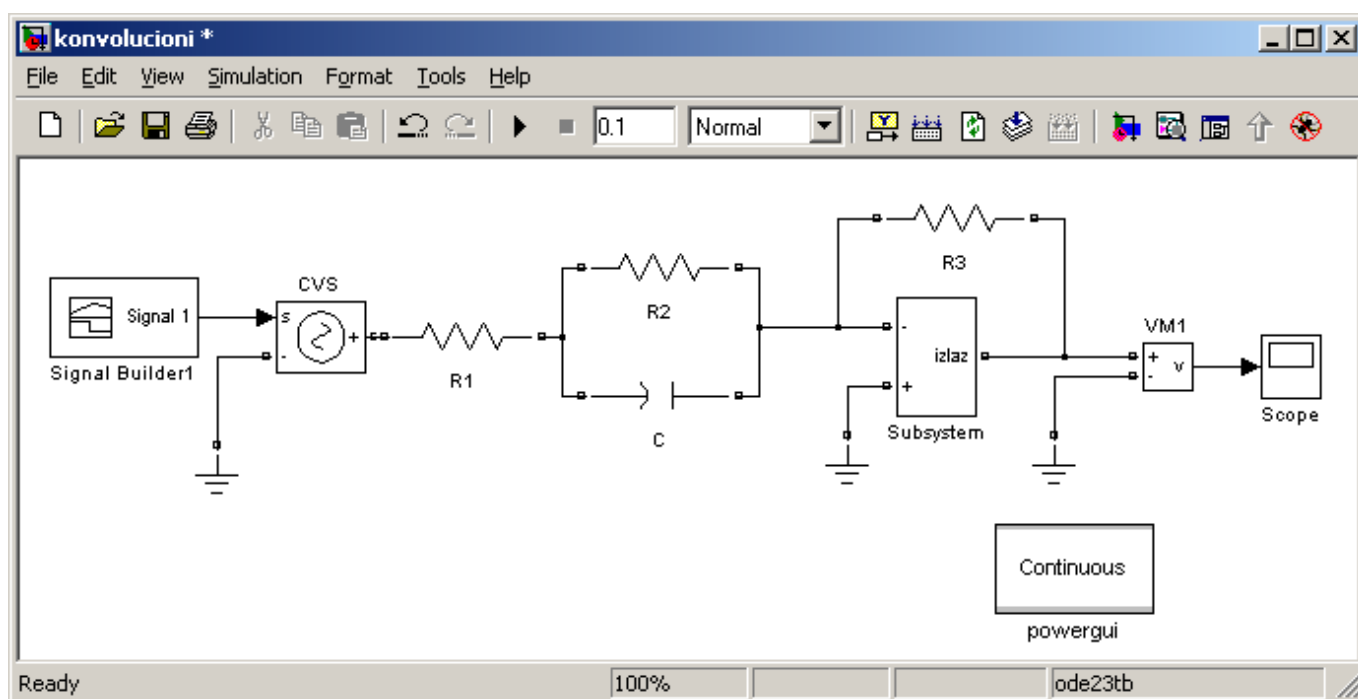 konvolucioni *
File Edit View Simulation Format Tools Help
0.1 Normal
CVS
Signal 1
s
-
+
Signal Builder1
R1
R2
C
R3
-
+
izlaz
Subsystem
VM1
+
-
v
Scope
Continuous
powergui
Ready 100% ode23tb